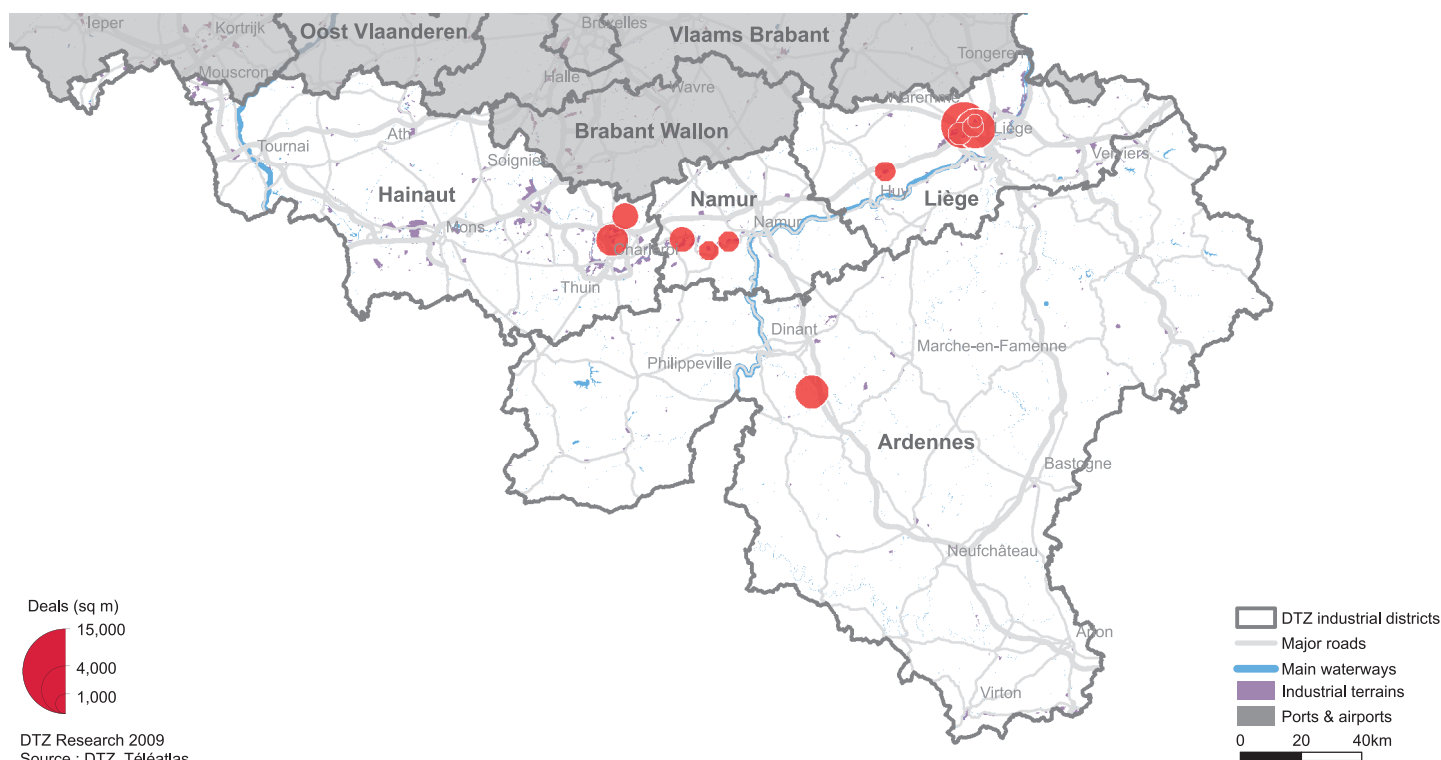 Ieper
Kortrijk
Oost Vlaanderen
Bruxelles
Vlaams Brabant
Tongeren
Mouscron
Halle
Wavre
Waremme
Ath
Brabant Wallon
Liège
Tournai
Soignies
Verviers
Hainaut
Namur
Huy
Liège
Mons
Namur
Charleroi
Thuin
Dinant
Marche-en-Famenne
Philippeville
Ardennes
Bastogne
Neufchâteau
Arlon
Virton
Deals (sq m)
15,000
4,000
1,000
DTZ Research 2009
Source : DTZ, Téléatlas
DTZ industrial districts
Major roads
Main waterways
Industrial terrains
Ports & airports
0 20 40km